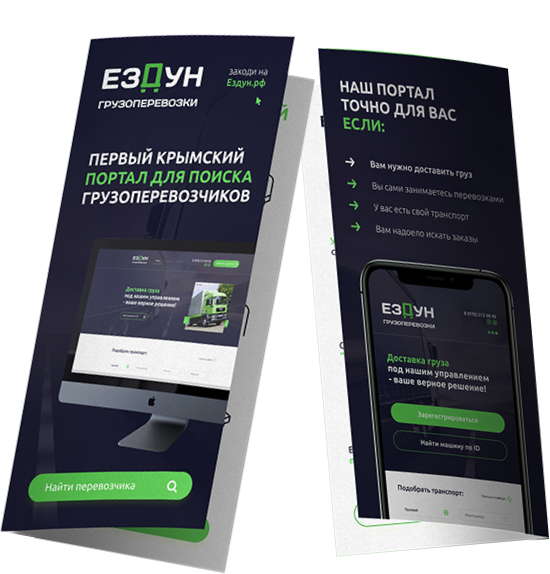 ЕЗДУН
ГРУЗОПЕРЕВОЗКИ
заходи на
Ездун.рф
ПЕРВЫЙ КРЫМСКИЙ
ПОРТАЛ ДЛЯ ПОИСКА
ГРУЗОПЕРЕВОЗЧИКОВ
ЕЗДУН
Доставка груза
под нашим управлением
- ваше верное решение!
Подобрать транспорт:
Найти перевозчика
НАШ ПОРТАЛ
ТОЧНО ДЛЯ ВАС
ЕСЛИ:
Вам нужно доставить груз
Вы сами занимаетесь перевозками
У вас есть свой транспорт
Вам надоело искать заказы
ЕЗДУН
ГРУЗОПЕРЕВОЗКИ
Доставка груза
под нашим управлением
- ваше верное решение!
Зарегистрироваться
Найти машину по ID
Подобрать транспорт: